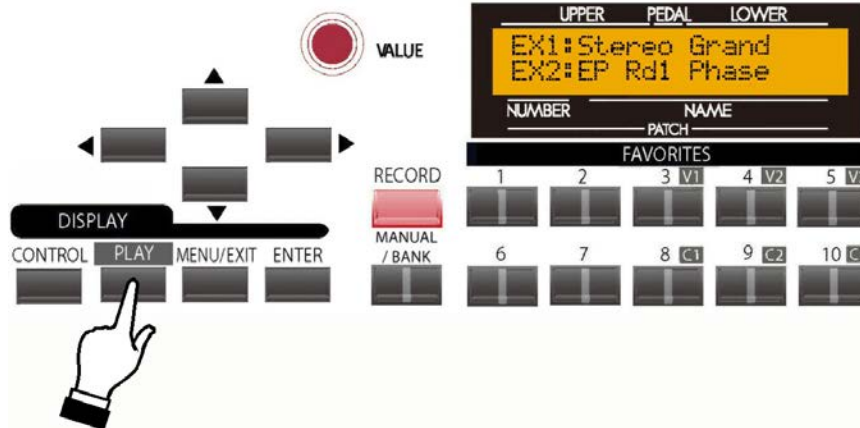 UPPER PEDAL LOWER
EX1:Stereo Grand
EX2:EP Rd1 Phase
NUMBER NAME
PATCH
VALUE
FAVORITES
RECORD
1 2 3 V1 4 V2 5
MANUAL
/ BANK
6 7 8 C1 9 C2 10
DISPLAY
CONTROL PLAY MENU/EXIT ENTER